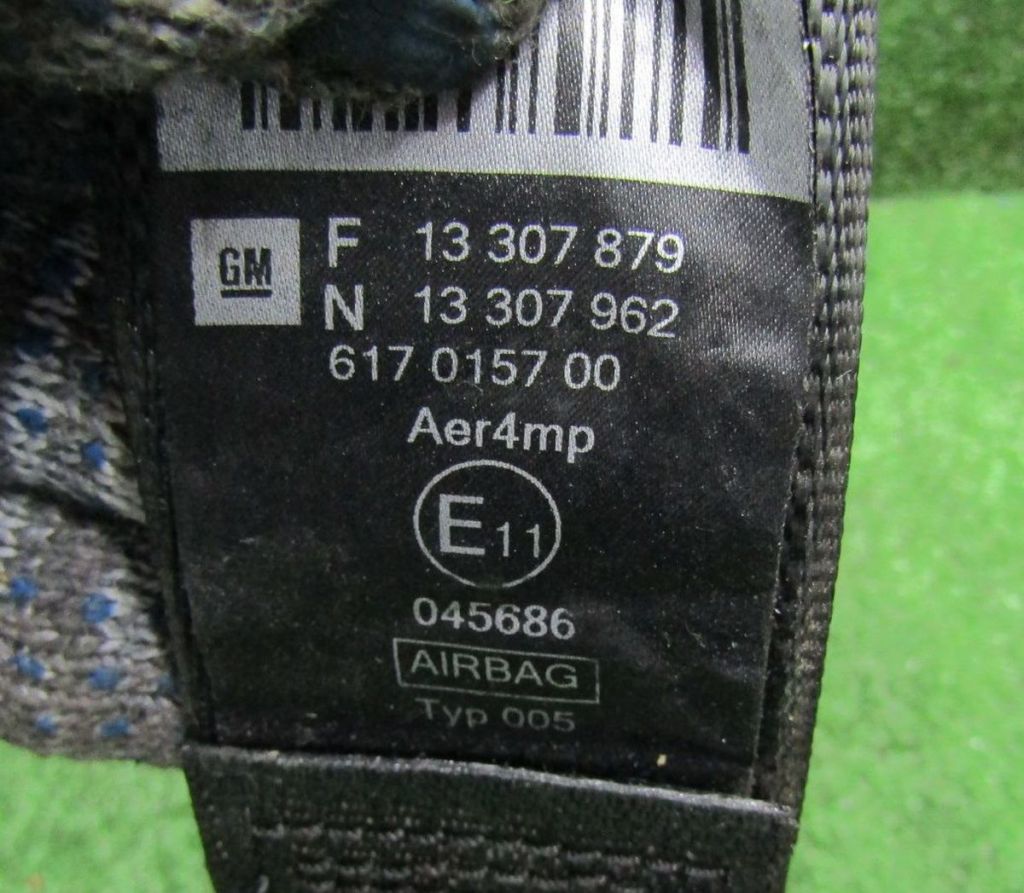 GM F 13 307 879
N 13 307 962
617 0157 00
Aer4mp
E11
045686
AIRBAG
Typ 005